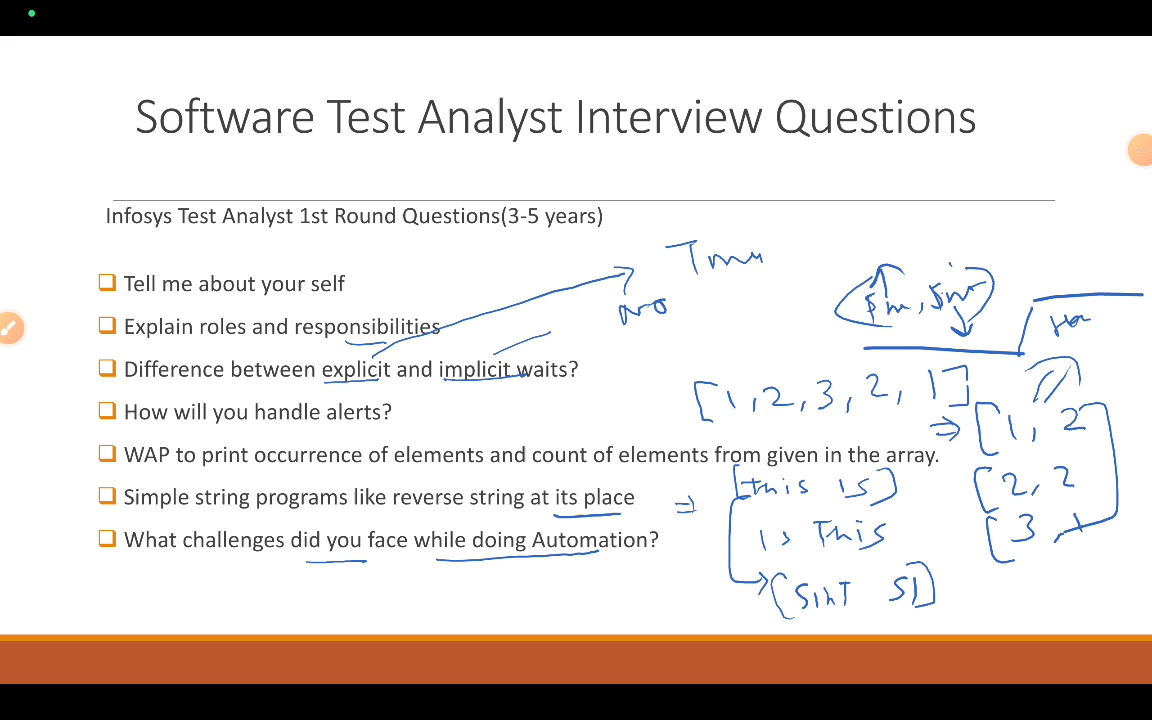 Software Test Analyst Interview Questions
Infosys Test Analyst 1st Round Questions(3-5 years)
Tell me about your self
Explain roles and responsibilities
Difference between explicit and implicit waits?
How will you handle alerts?
WAP to print occurrence of elements and count of elements from given in the array.
Simple string programs like reverse string at its place
What challenges did you face while doing Automation?
[1,2,3,2,1]
⇒ [1, 2
[2, 2
[3, 1
⇒ [this is]
is This
[sihT si]